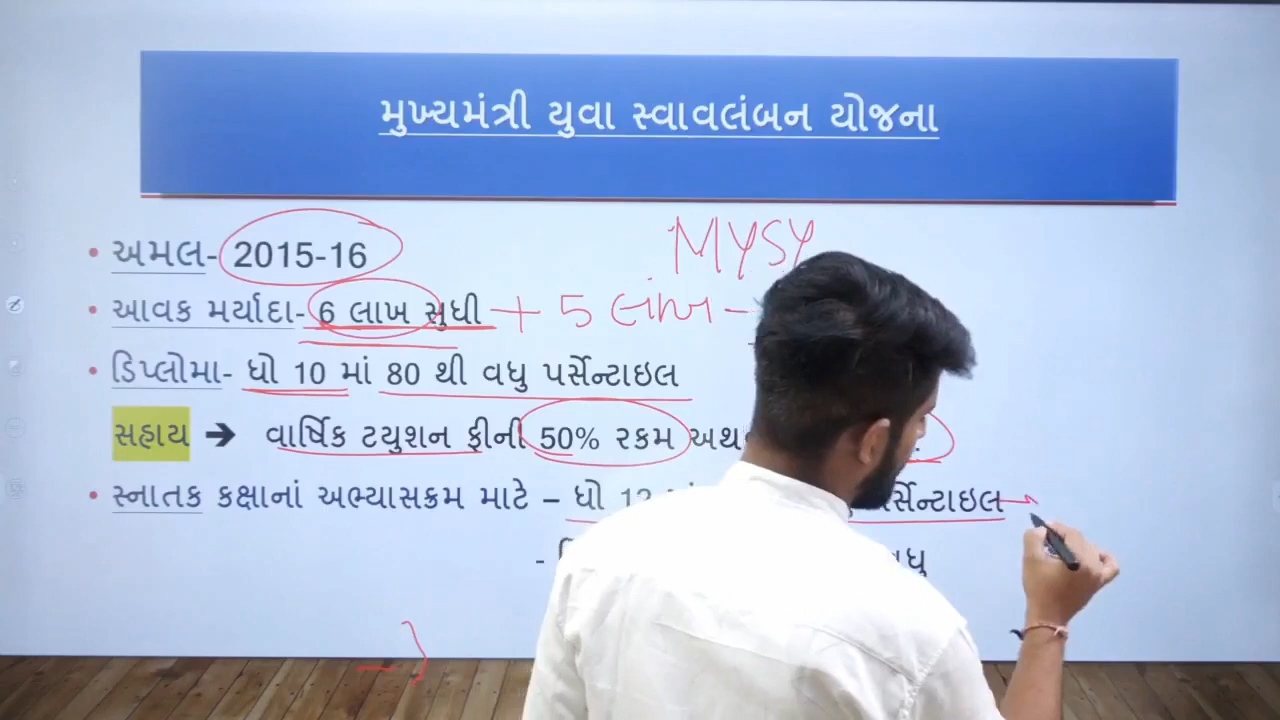 મુખ્યમંત્રી યુવા સ્વાવલંબન યોજના
MYSY
• અમલ- 2015-16
• આવક મર્યાદા- 6 લાખ સુધી + 5 લાખ -
• ડિપ્લોમા- ધો 10 માં 80 થી વધુ પર્સેન્ટાઇલ
સહાય ➔ વાર્ષિક ટયુશન ફીની 50% રકમ
• સ્નાતક કક્ષાનાં અભ્યાસક્રમ માટે – ધો પર્સેન્ટાઇલ
-